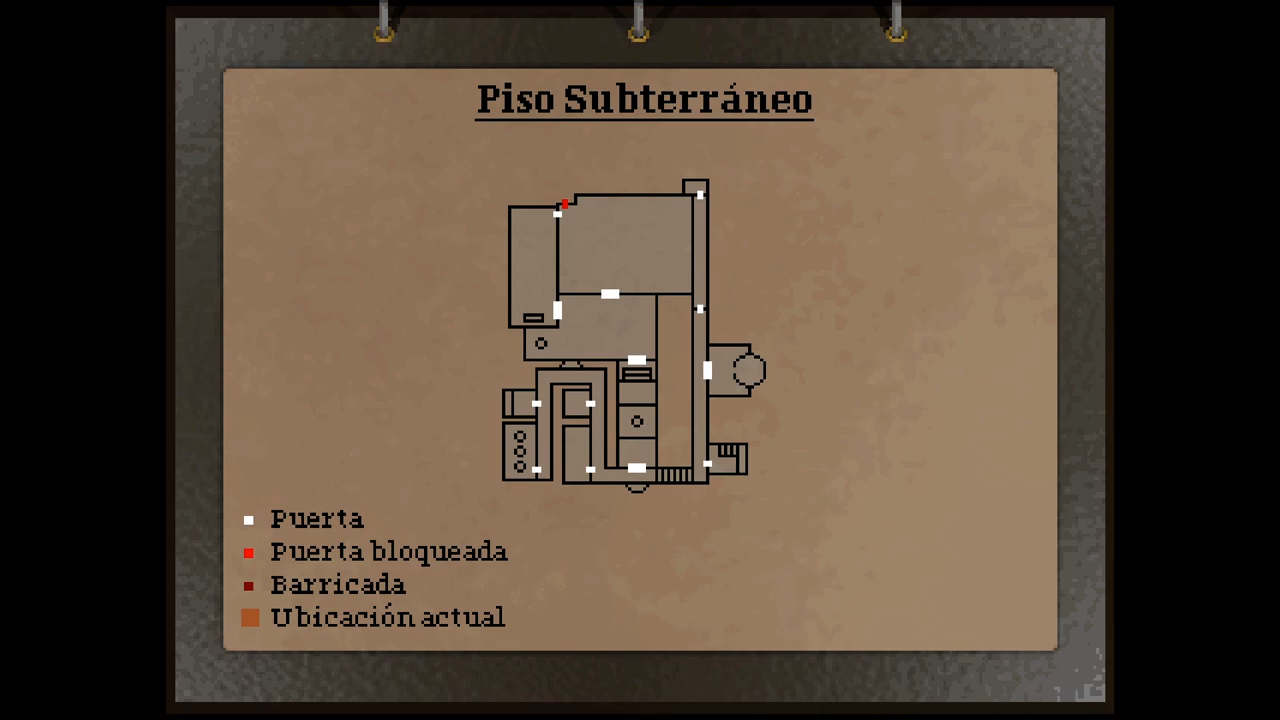 Piso Subterráneo
Puerta
Puerta bloqueada
Barricada
Ubicación actual